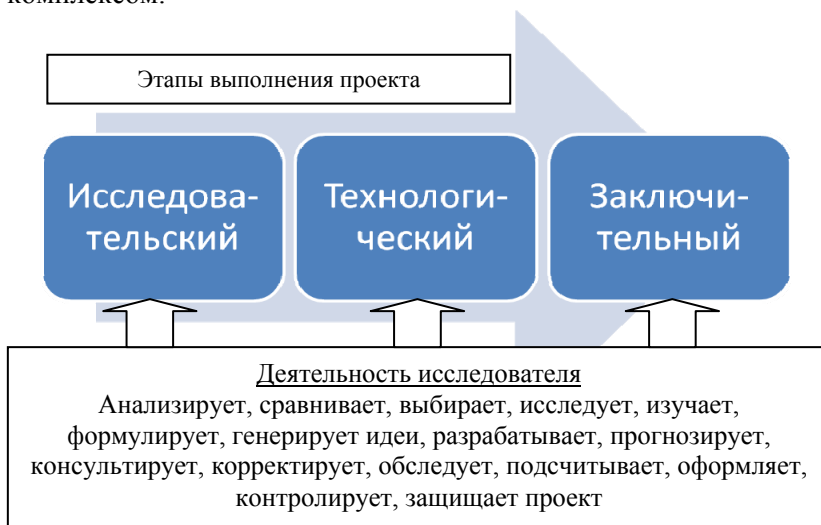 комплексом.
Этапы выполнения проекта
Исследова-
тельский
Технологи-
ческий
Заключи-
тельный
Деятельность исследователя
Анализирует, сравнивает, выбирает, исследует, изучает,
формулирует, генерирует идеи, разрабатывает, прогнозирует,
консультирует, корректирует, обследует, подсчитывает, оформляет,
контролирует, защищает проект